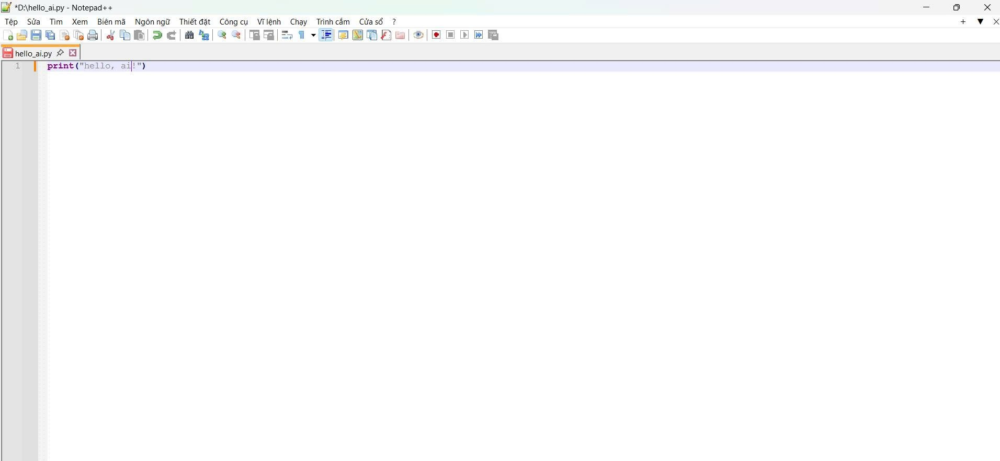 *D:\hello_ai.py - Notepad++
Tệp Sửa Tìm Xem Biên mã Ngôn ngữ Thiết đặt Công cụ Vĩ lệnh Chạy Trình cắm Cửa sổ ?
hello_ai.py
1 print("hello, ai!")